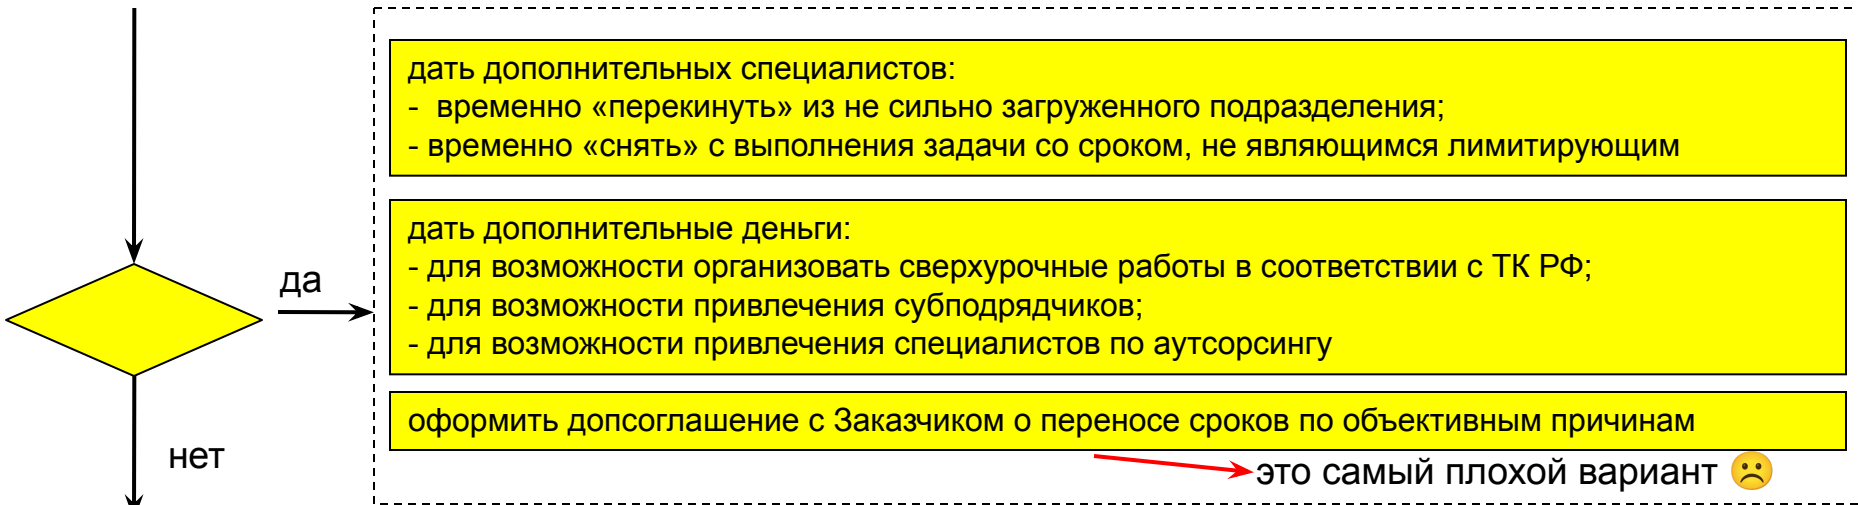 дать дополнительных специалистов:
- временно «перекинуть» из не сильно загруженного подразделения;
- временно «снять» с выполнения задачи со сроком, не являющимся лимитирующим
дать дополнительные деньги:
- для возможности организовать сверхурочные работы в соответствии с ТК РФ;
- для возможности привлечения субподрядчиков;
- для возможности привлечения специалистов по аутсорсингу
да
оформить допсоглашение с Заказчиком о переносе сроков по объективным причинам
нет
это самый плохой вариант ☹️